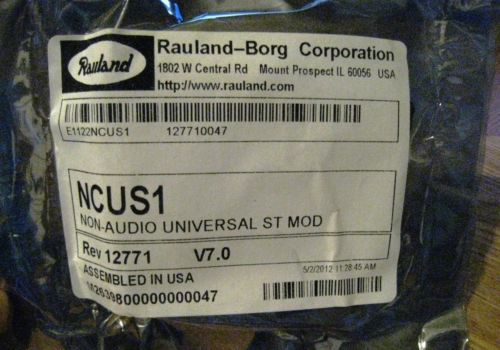 Rauland
Rauland-Borg Corporation
1802 W Central Rd Mount Prospect IL 60056 USA
http://www.rauland.com
E1122NCUS1 127710047
NCUS1
NON-AUDIO UNIVERSAL ST MOD
Rev 12771 V7.0
ASSEMBLED IN USA
5/2/2012 11:28:45 AM
M2639800000000047